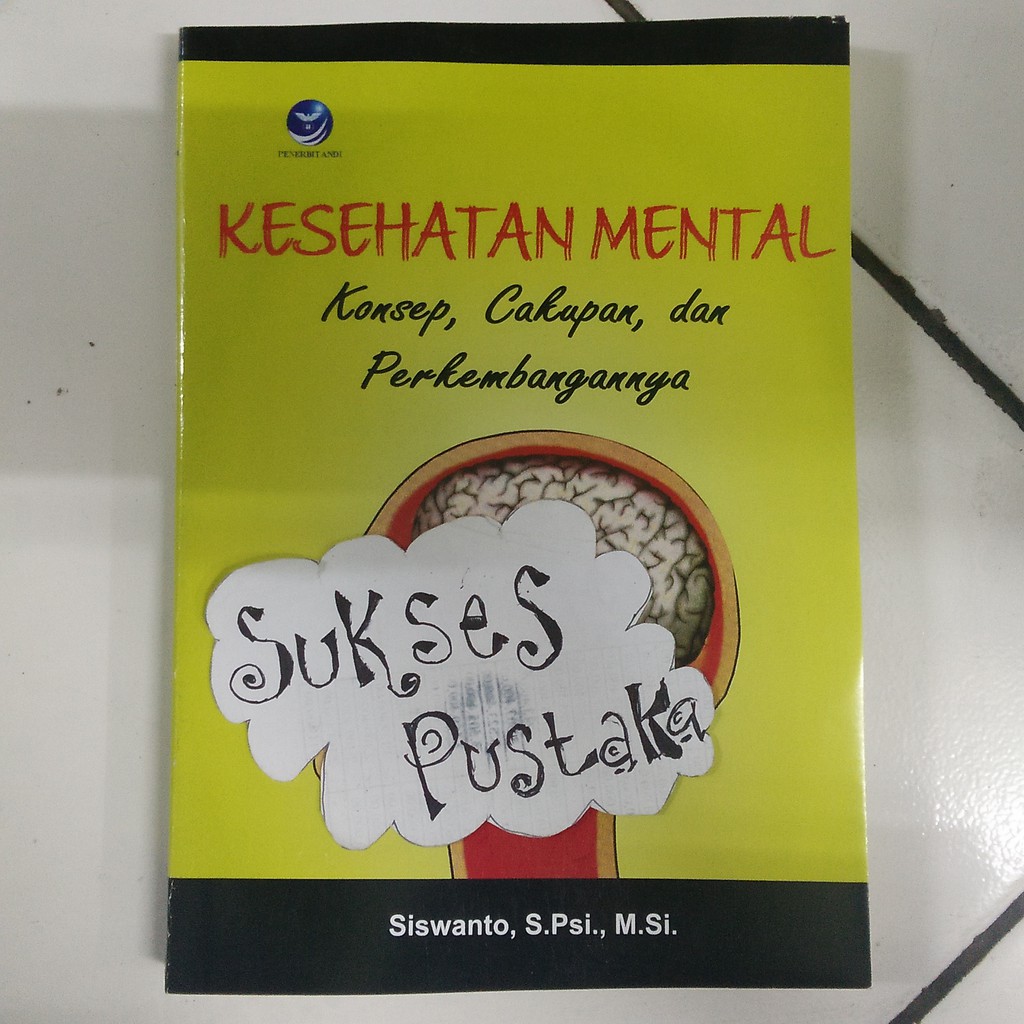 PENERBIT ANDI
KESEHATAN MENTAL
Konsep, Cakupan, dan
Perkembangannya
SUKSES
PUSTAKA
Siswanto, S.Psi., M.Si.